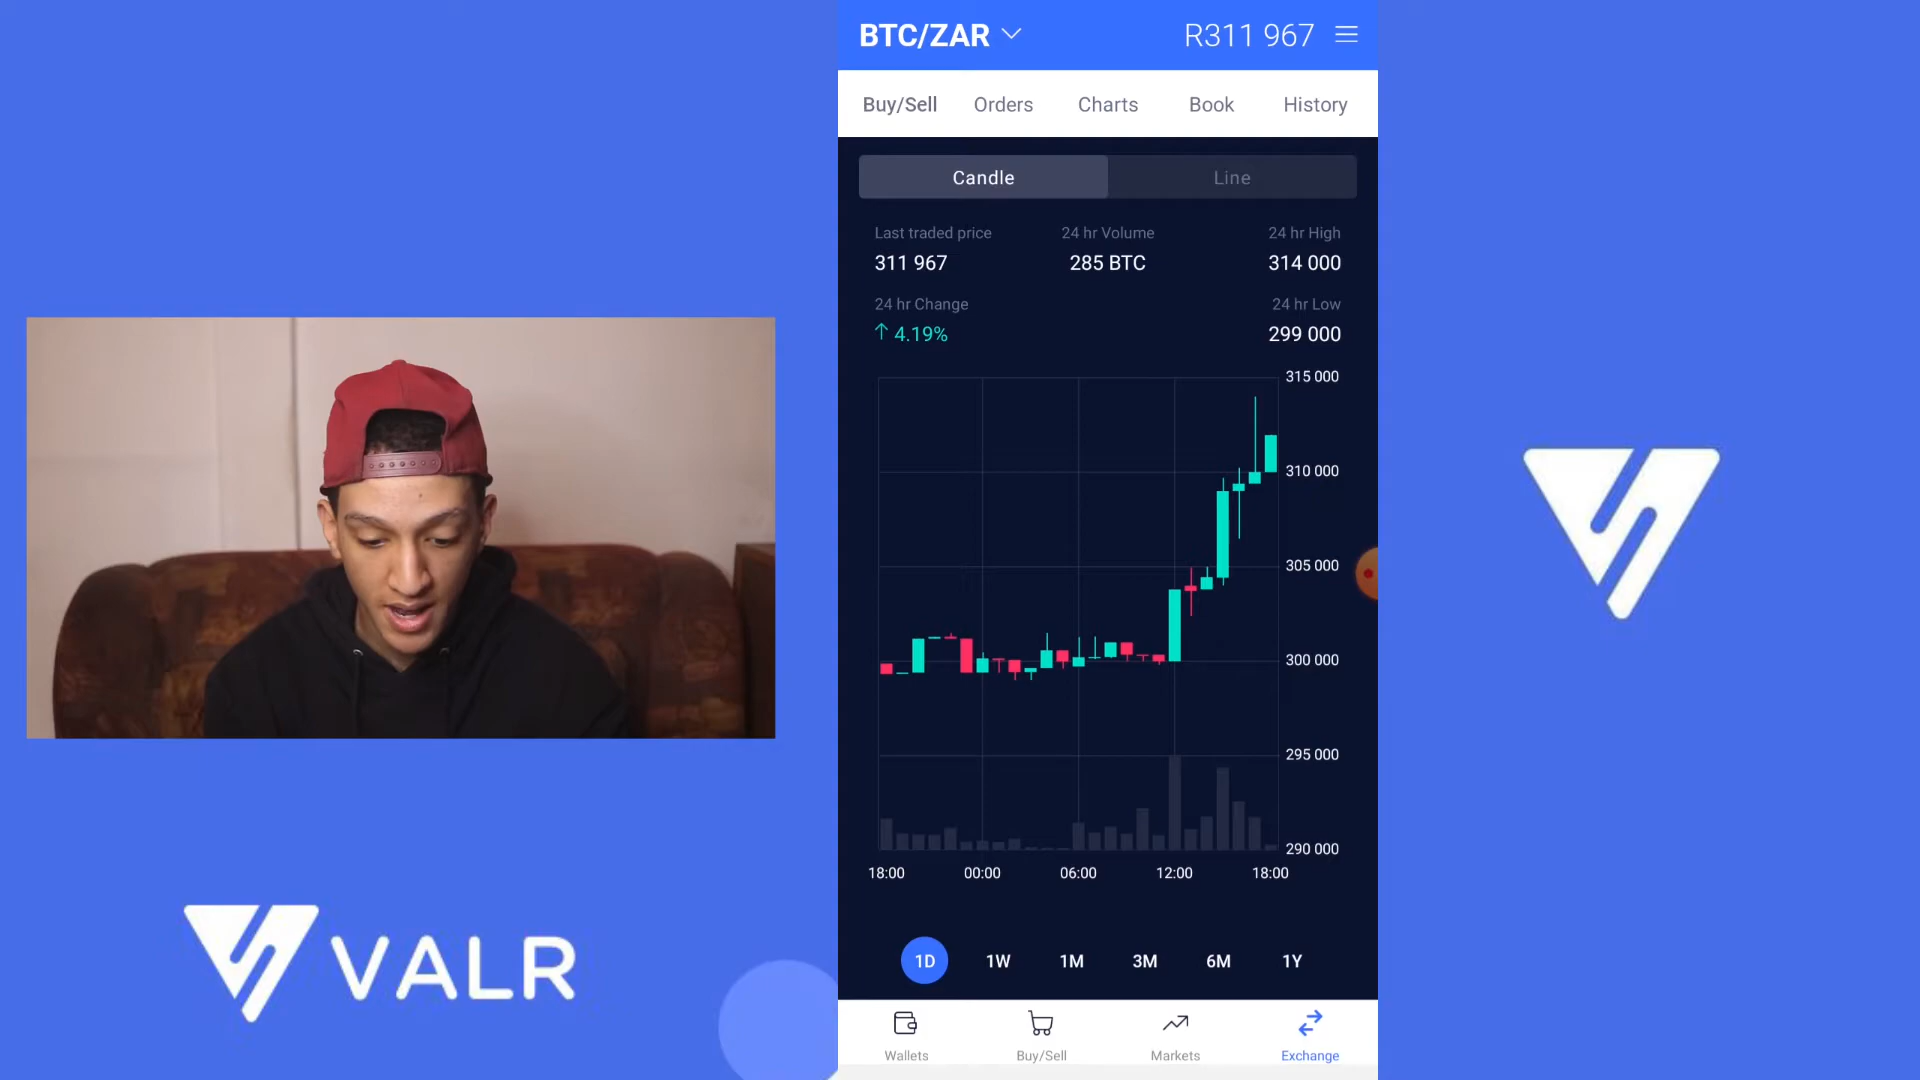 BTC/ZAR R311 967
Buy/Sell Orders Charts Book History
Candle Line
Last traded price 24 hr Volume 24 hr High
311 967 285 BTC 314 000
24 hr Change 24 hr Low
↑ 4.19% 299 000
315 000
310 000
305 000
300 000
295 000
290 000
18:00 00:00 06:00 12:00 18:00
1D 1W 1M 3M 6M 1Y
Wallets Buy/Sell Markets Exchange
VALR